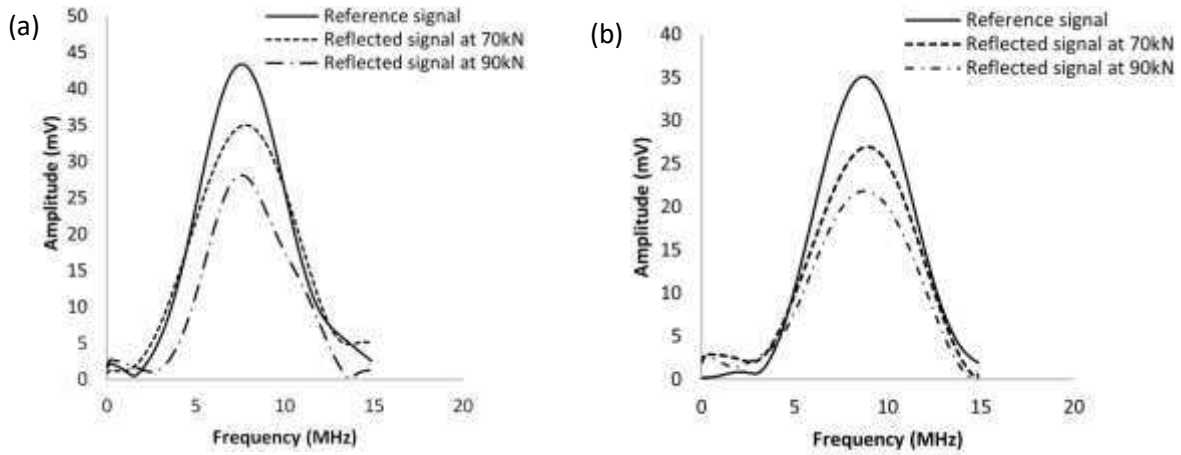 (a)
Reference signal
Reflected signal at 70kN
Reflected signal at 90kN
Amplitude (mV)
50
45
40
35
30
25
20
15
10
5
0
0 5 10 15 20
Frequency (MHz)
(b)
Reference signal
Reflected signal at 70kN
Reflected signal at 90kN
Amplitude (mV)
40
35
30
25
20
15
10
5
0
0 5 10 15 20
Frequency (MHz)